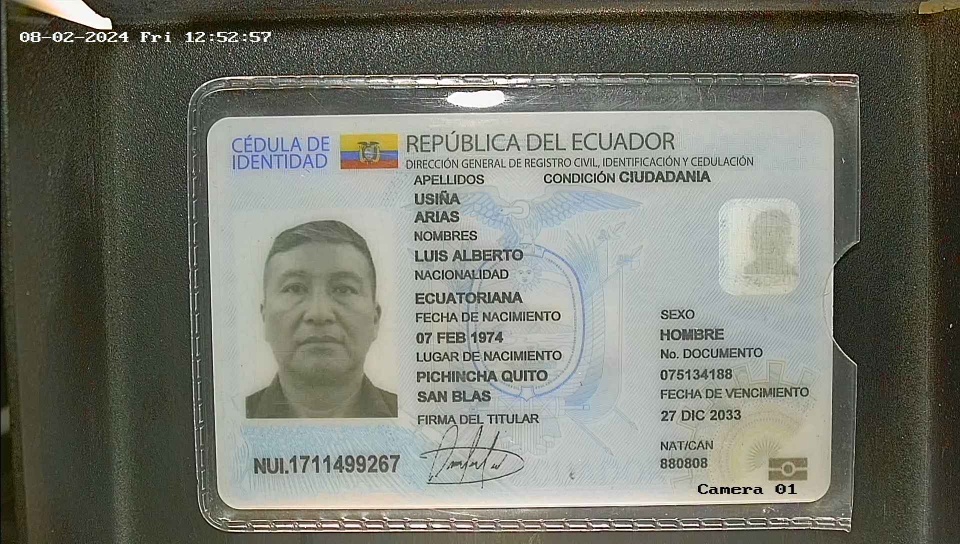 08-02-2024 Fri 12:52:57
CÉDULA DE
IDENTIDAD
REPÚBLICA DEL ECUADOR
DIRECCIÓN GENERAL DE REGISTRO CIVIL, IDENTIFICACIÓN Y CEDULACIÓN
APELLIDOS
CONDICIÓN CIUDADANIA
USIÑA
ARIAS
NOMBRES
LUIS ALBERTO
NACIONALIDAD
ECUATORIANA
FECHA DE NACIMIENTO
07 FEB 1974
LUGAR DE NACIMIENTO
PICHINCHA QUITO
SAN BLAS
FIRMA DEL TITULAR
SEXO
HOMBRE
No. DOCUMENTO
075134188
FECHA DE VENCIMIENTO
27 DIC 2033
NAT/CAN
880808
NUI.1711499267
Camera 01